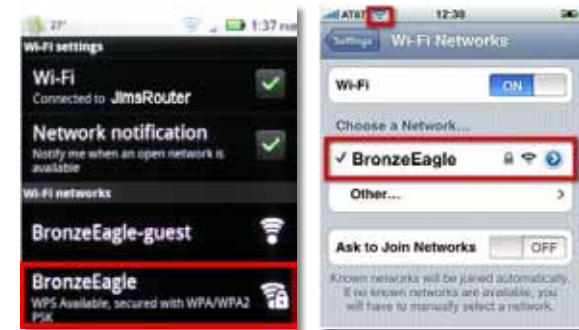 27°
1:37 PM
Wi-Fi settings
Wi-Fi
Connected to JimsRouter
Network notification
Notify me when an open network is
available
Wi-Fi networks
BronzeEagle-guest
BronzeEagle
WPS Available, secured with WPA/WPA2
PSK
AT&T
12:30
Settings
Wi-Fi Networks
Wi-Fi
ON
Choose a Network...
BronzeEagle
Other...
Ask to Join Networks
OFF
Known networks will be joined automatically.
If no known networks are available, you
will have to manually select a network.